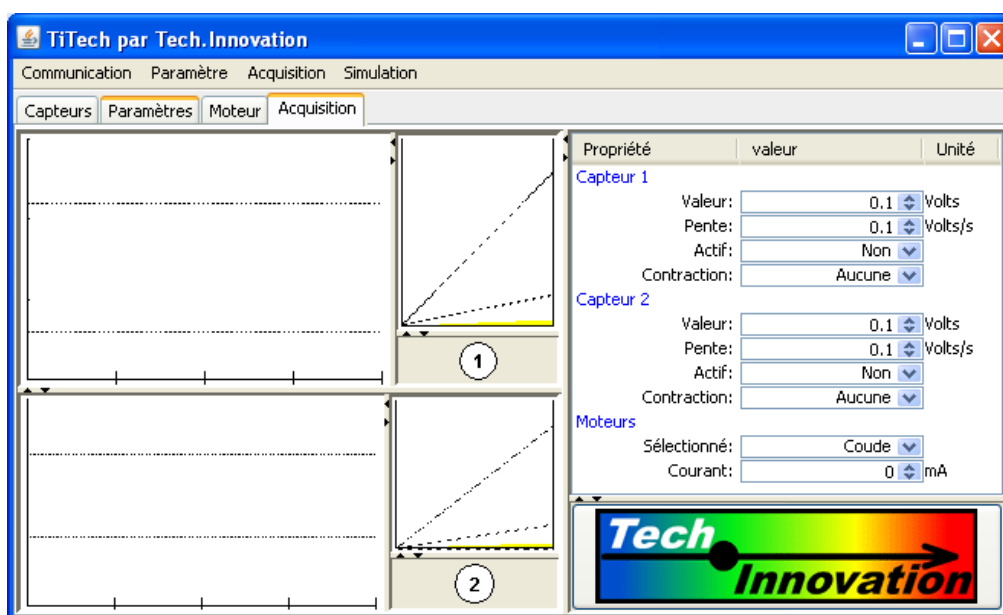 TiTech par Tech.Innovation
Communication Paramètre Acquisition Simulation
Capteurs Paramètres Moteur Acquisition
Propriété valeur Unité
Capteur 1
Valeur: 0.1 Volts
Pente: 0.1 Volts/s
Actif: Non
Contraction: Aucune
Capteur 2
Valeur: 0.1 Volts
Pente: 0.1 Volts/s
Actif: Non
Contraction: Aucune
Moteurs
Sélectionné: Coude
Courant: 0 mA
1
2
Tech
Innovation